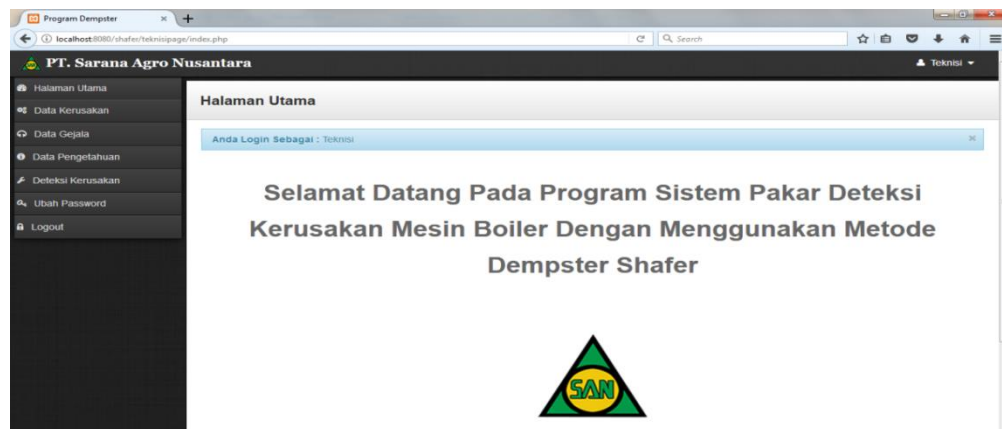 Program Dempster
localhost:8080/shafer/teknisipage/index.php
Search
PT. Sarana Agro Nusantara
Teknisi
Halaman Utama
Data Kerusakan
Data Gejala
Data Pengetahuan
Deteksi Kerusakan
Ubah Password
Logout
Halaman Utama
Anda Login Sebagai : Teknisi
Selamat Datang Pada Program Sistem Pakar Deteksi
Kerusakan Mesin Boiler Dengan Menggunakan Metode
Dempster Shafer
SAN